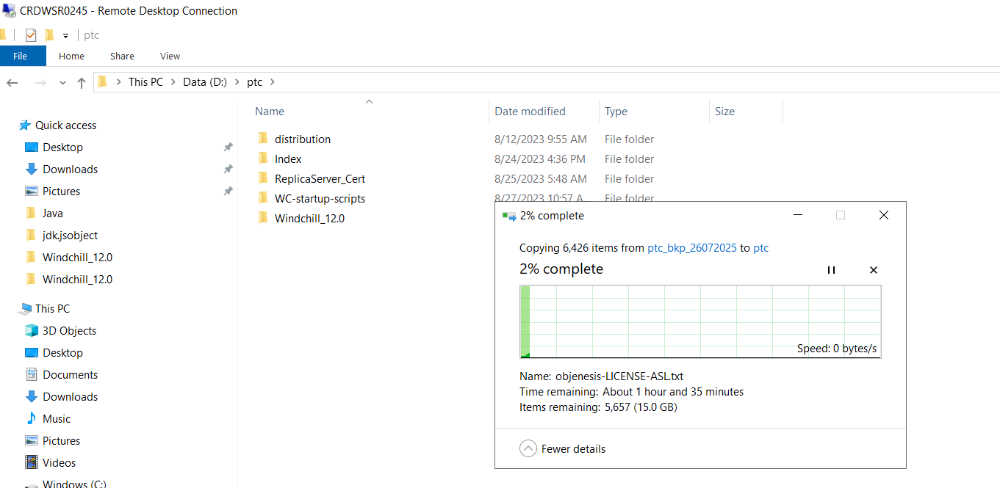 CRDWSR0245 - Remote Desktop Connection
ptc
File Home Share View
This PC > Data (D:) > ptc >
Name Date modified Type Size
Quick access
Desktop
Downloads
Pictures
Java
jdk.jsobject
Windchill_12.0
Windchill_12.0
This PC
3D Objects
Desktop
Documents
Downloads
Music
Pictures
Videos
Windows (C:)
distribution 8/12/2023 9:55 AM File folder
Index 8/24/2023 4:36 PM File folder
ReplicaServer_Cert 8/25/2023 5:48 AM File folder
WC-startup-scripts 8/27/2023 10:57 A... File folder
Windchill_12.0
2% complete
Copying 6,426 items from ptc_bkp_26072025 to ptc
2% complete
Speed: 0 bytes/s
Name: objenesis-LICENSE-ASL.txt
Time remaining: About 1 hour and 35 minutes
Items remaining: 5,657 (15.0 GB)
Fewer details